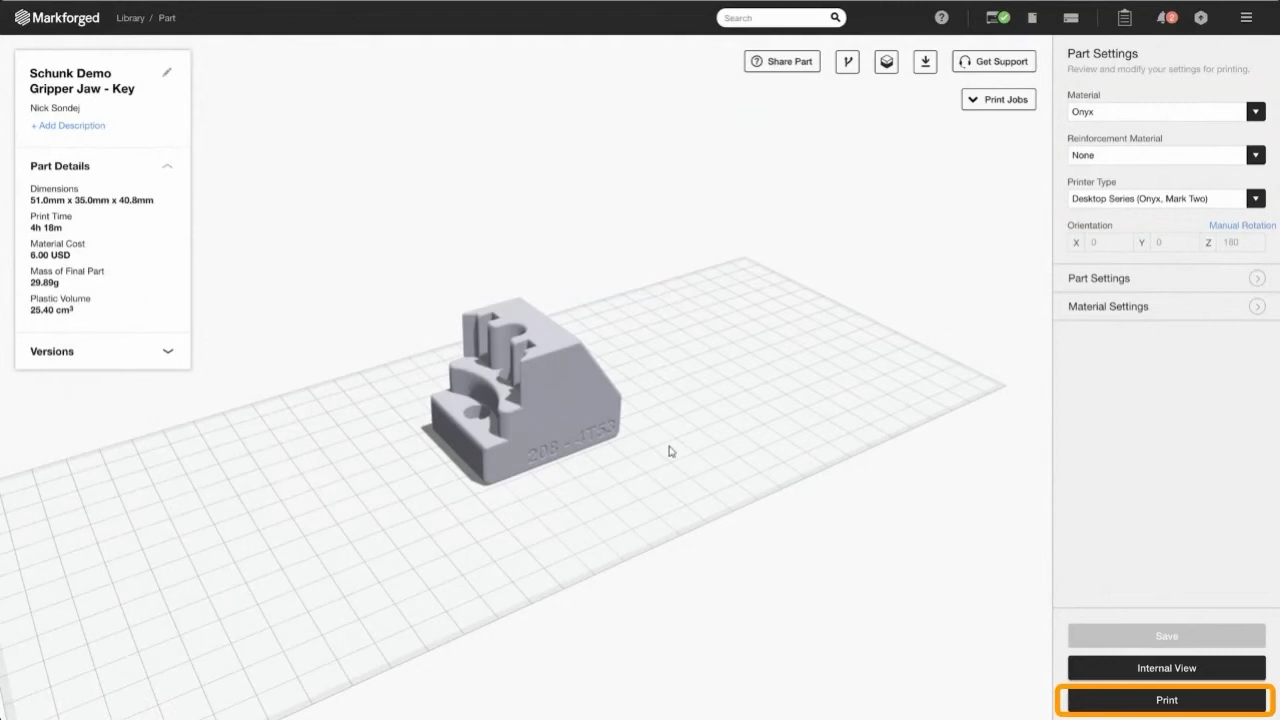 Markforged
Library / Part
Search
2
Schunk Demo
Gripper Jaw - Key
Nick Sondej
+ Add Description
Part Details
Dimensions
51.0mm x 35.0mm x 40.8mm
Print Time
4h 18m
Material Cost
6.00 USD
Mass of Final Part
29.89g
Plastic Volume
25.40 cm³
Versions
Share Part
Get Support
Print Jobs
208 - JT53
Part Settings
Review and modify your settings for printing.
Material
Onyx
Reinforcement Material
None
Printer Type
Desktop Series (Onyx, Mark Two)
Orientation Manual Rotation
X 0 Y 0 Z 180
Part Settings
Material Settings
Save
Internal View
Print